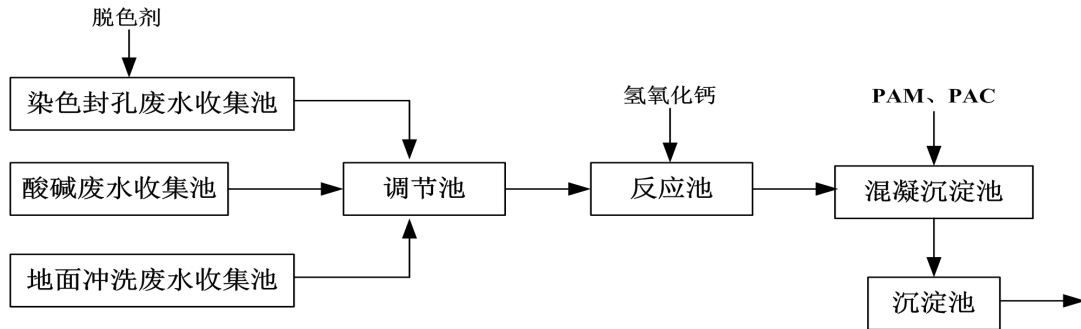 脱色剂
染色封孔废水收集池
氢氧化钙
PAM、PAC
酸碱废水收集池
调节池
反应池
混凝沉淀池
地面冲洗废水收集池
沉淀池